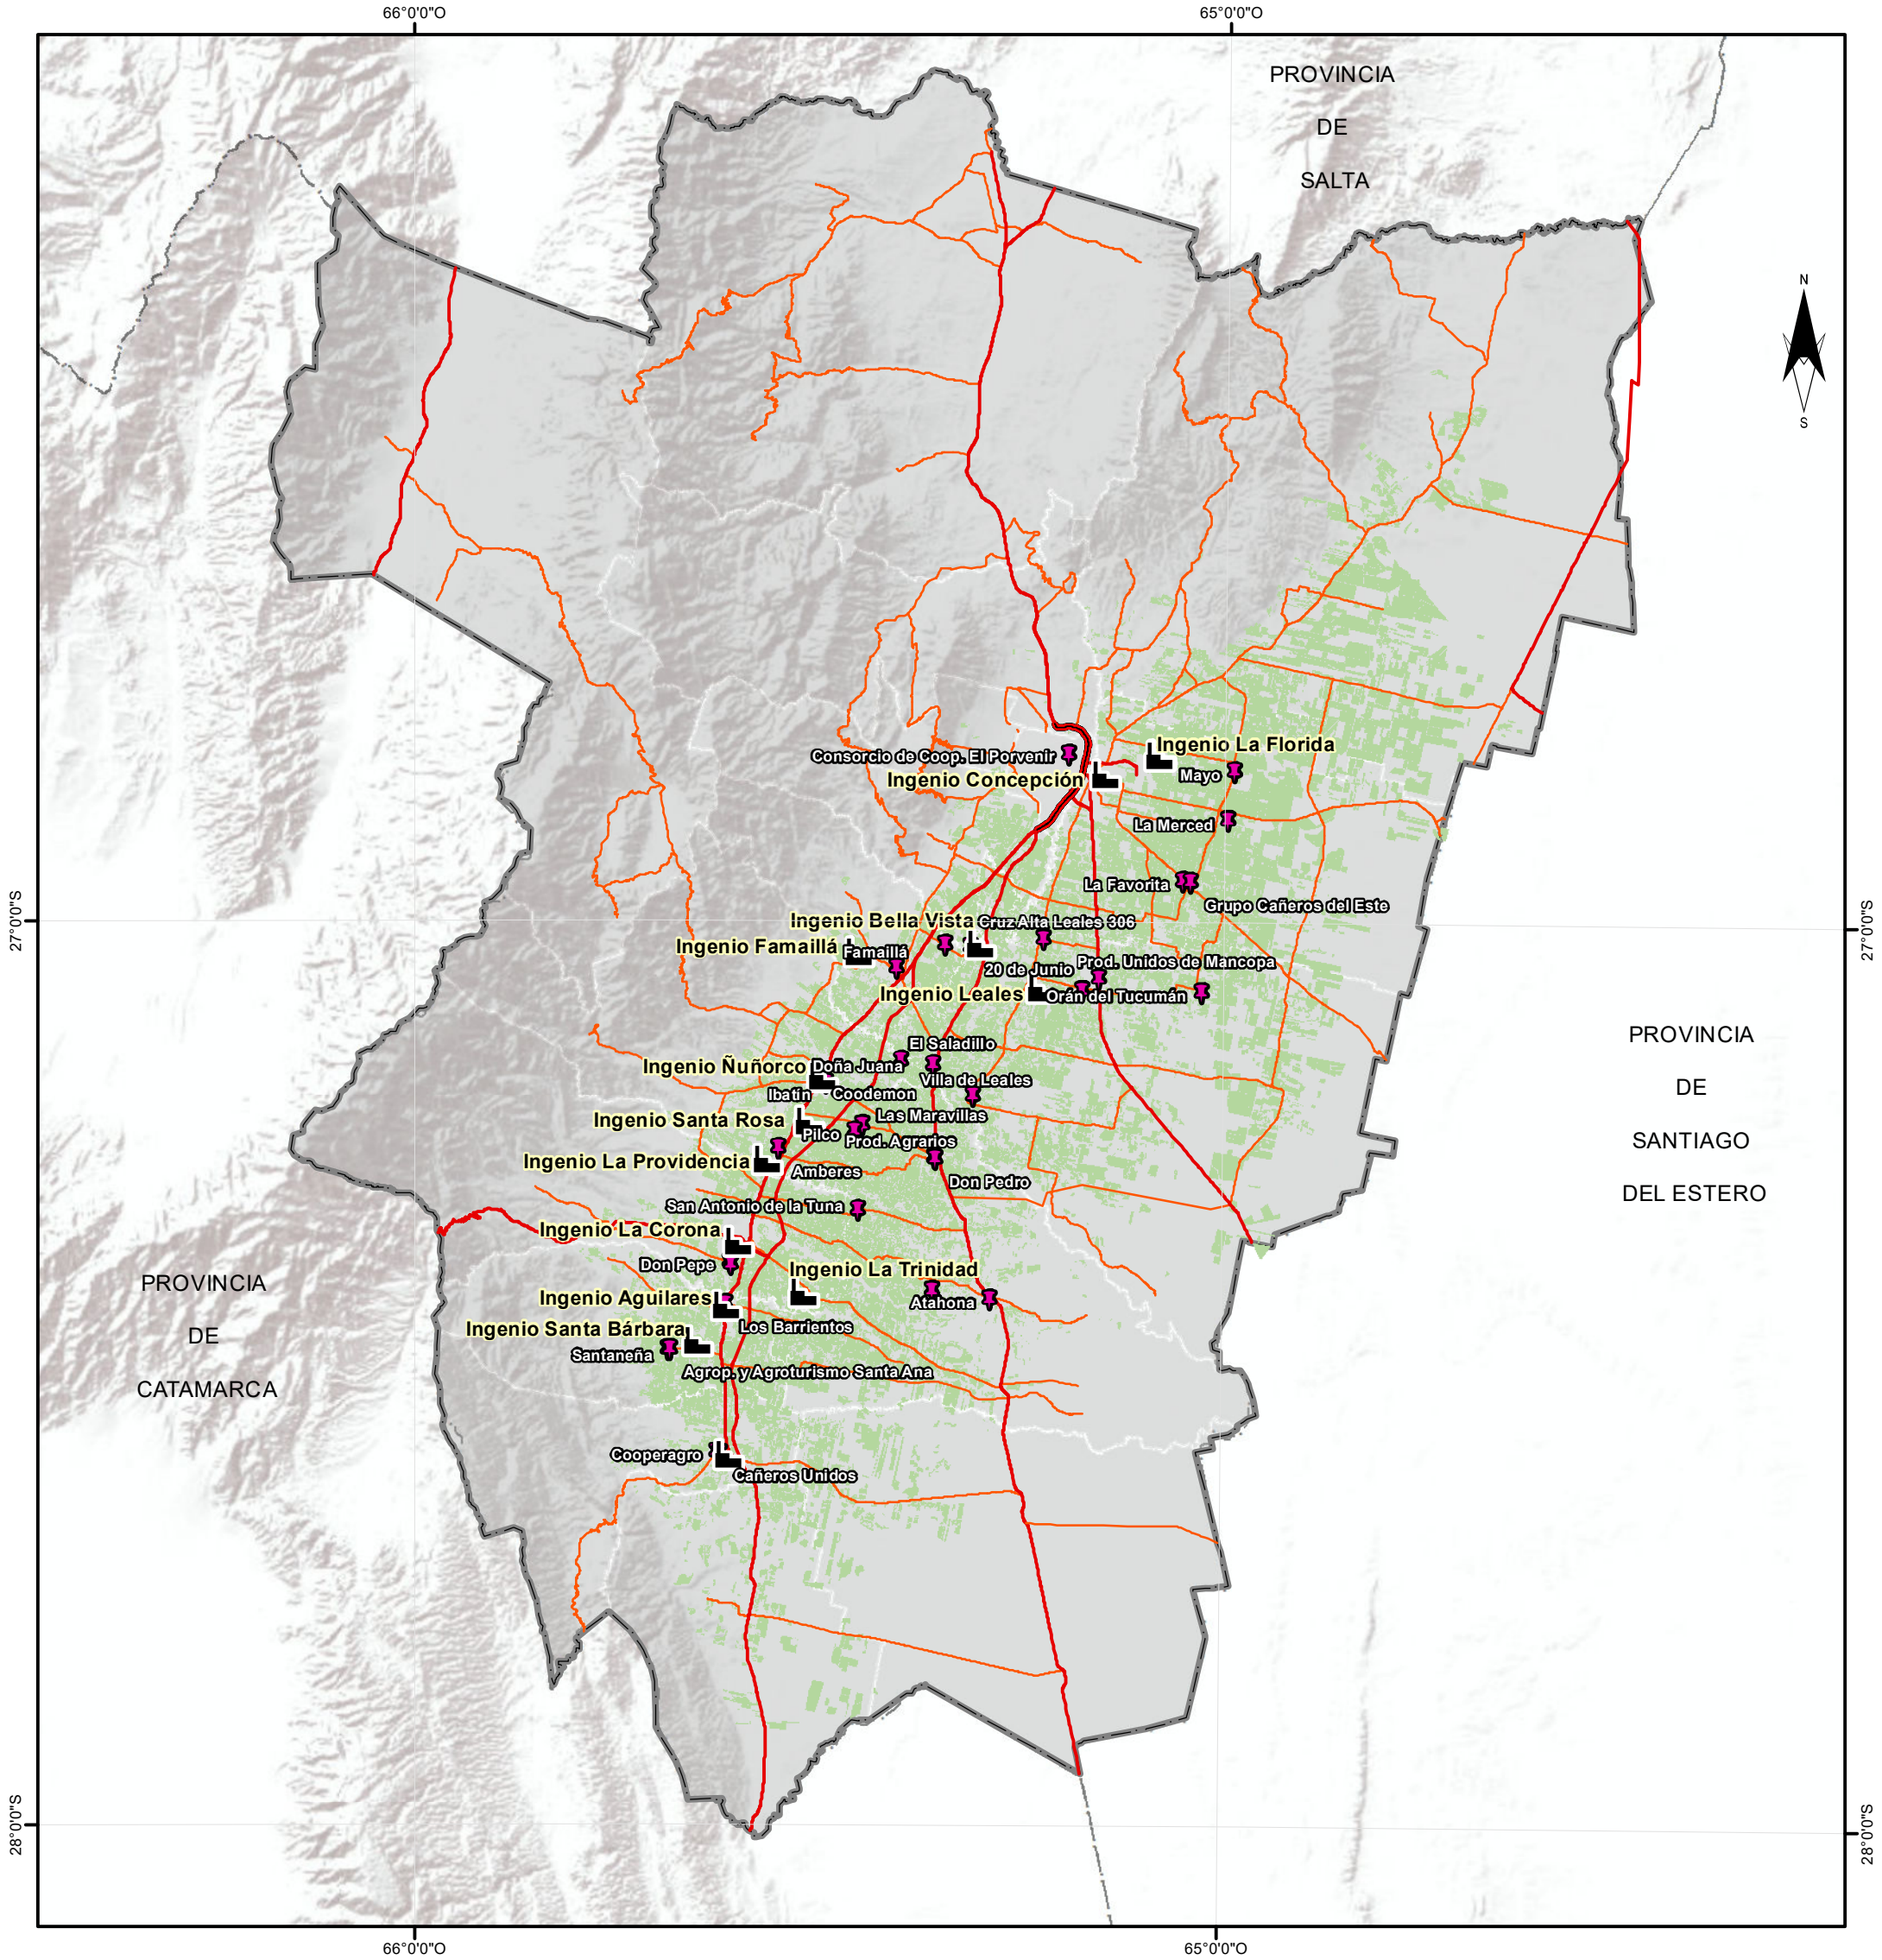 66°0'0"O
65°0'0"O
PROVINCIA
DE
SALTA
N
S
Consorcio de Coop. El Porvenir
Ingenio La Florida
Ingenio Concepción
Mayo
La Merced
La Favorita
Grupo Cañeros del Este
27°0'0"S
27°0'0"S
Ingenio Bella Vista
Cruz Alta Leales 306
Ingenio Famaillá
Famaillá
20 de Junio
Prod. Unidos de Mancopa
Ingenio Leales
Orán del Tucumán
PROVINCIA
DE
SANTIAGO
DEL ESTERO
El Saladillo
Ingenio Ñuñorco
Doña Juana
Villa de Leales
Ibatín
Coodemon
Las Maravillas
Ingenio Santa Rosa
Pilco
Prod. Agrarios
Ingenio La Providencia
Amberes
Don Pedro
San Antonio de la Tuna
Ingenio La Corona
Don Pepe
Ingenio La Trinidad
PROVINCIA
DE
CATAMARCA
Ingenio Aguilares
Atahona
Los Barrientos
Ingenio Santa Bárbara
Santaneña
Agrop. y Agroturismo Santa Ana
Cooperagro
Cañeros Unidos
28°0'0"S
28°0'0"S
66°0'0"O
65°0'0"O